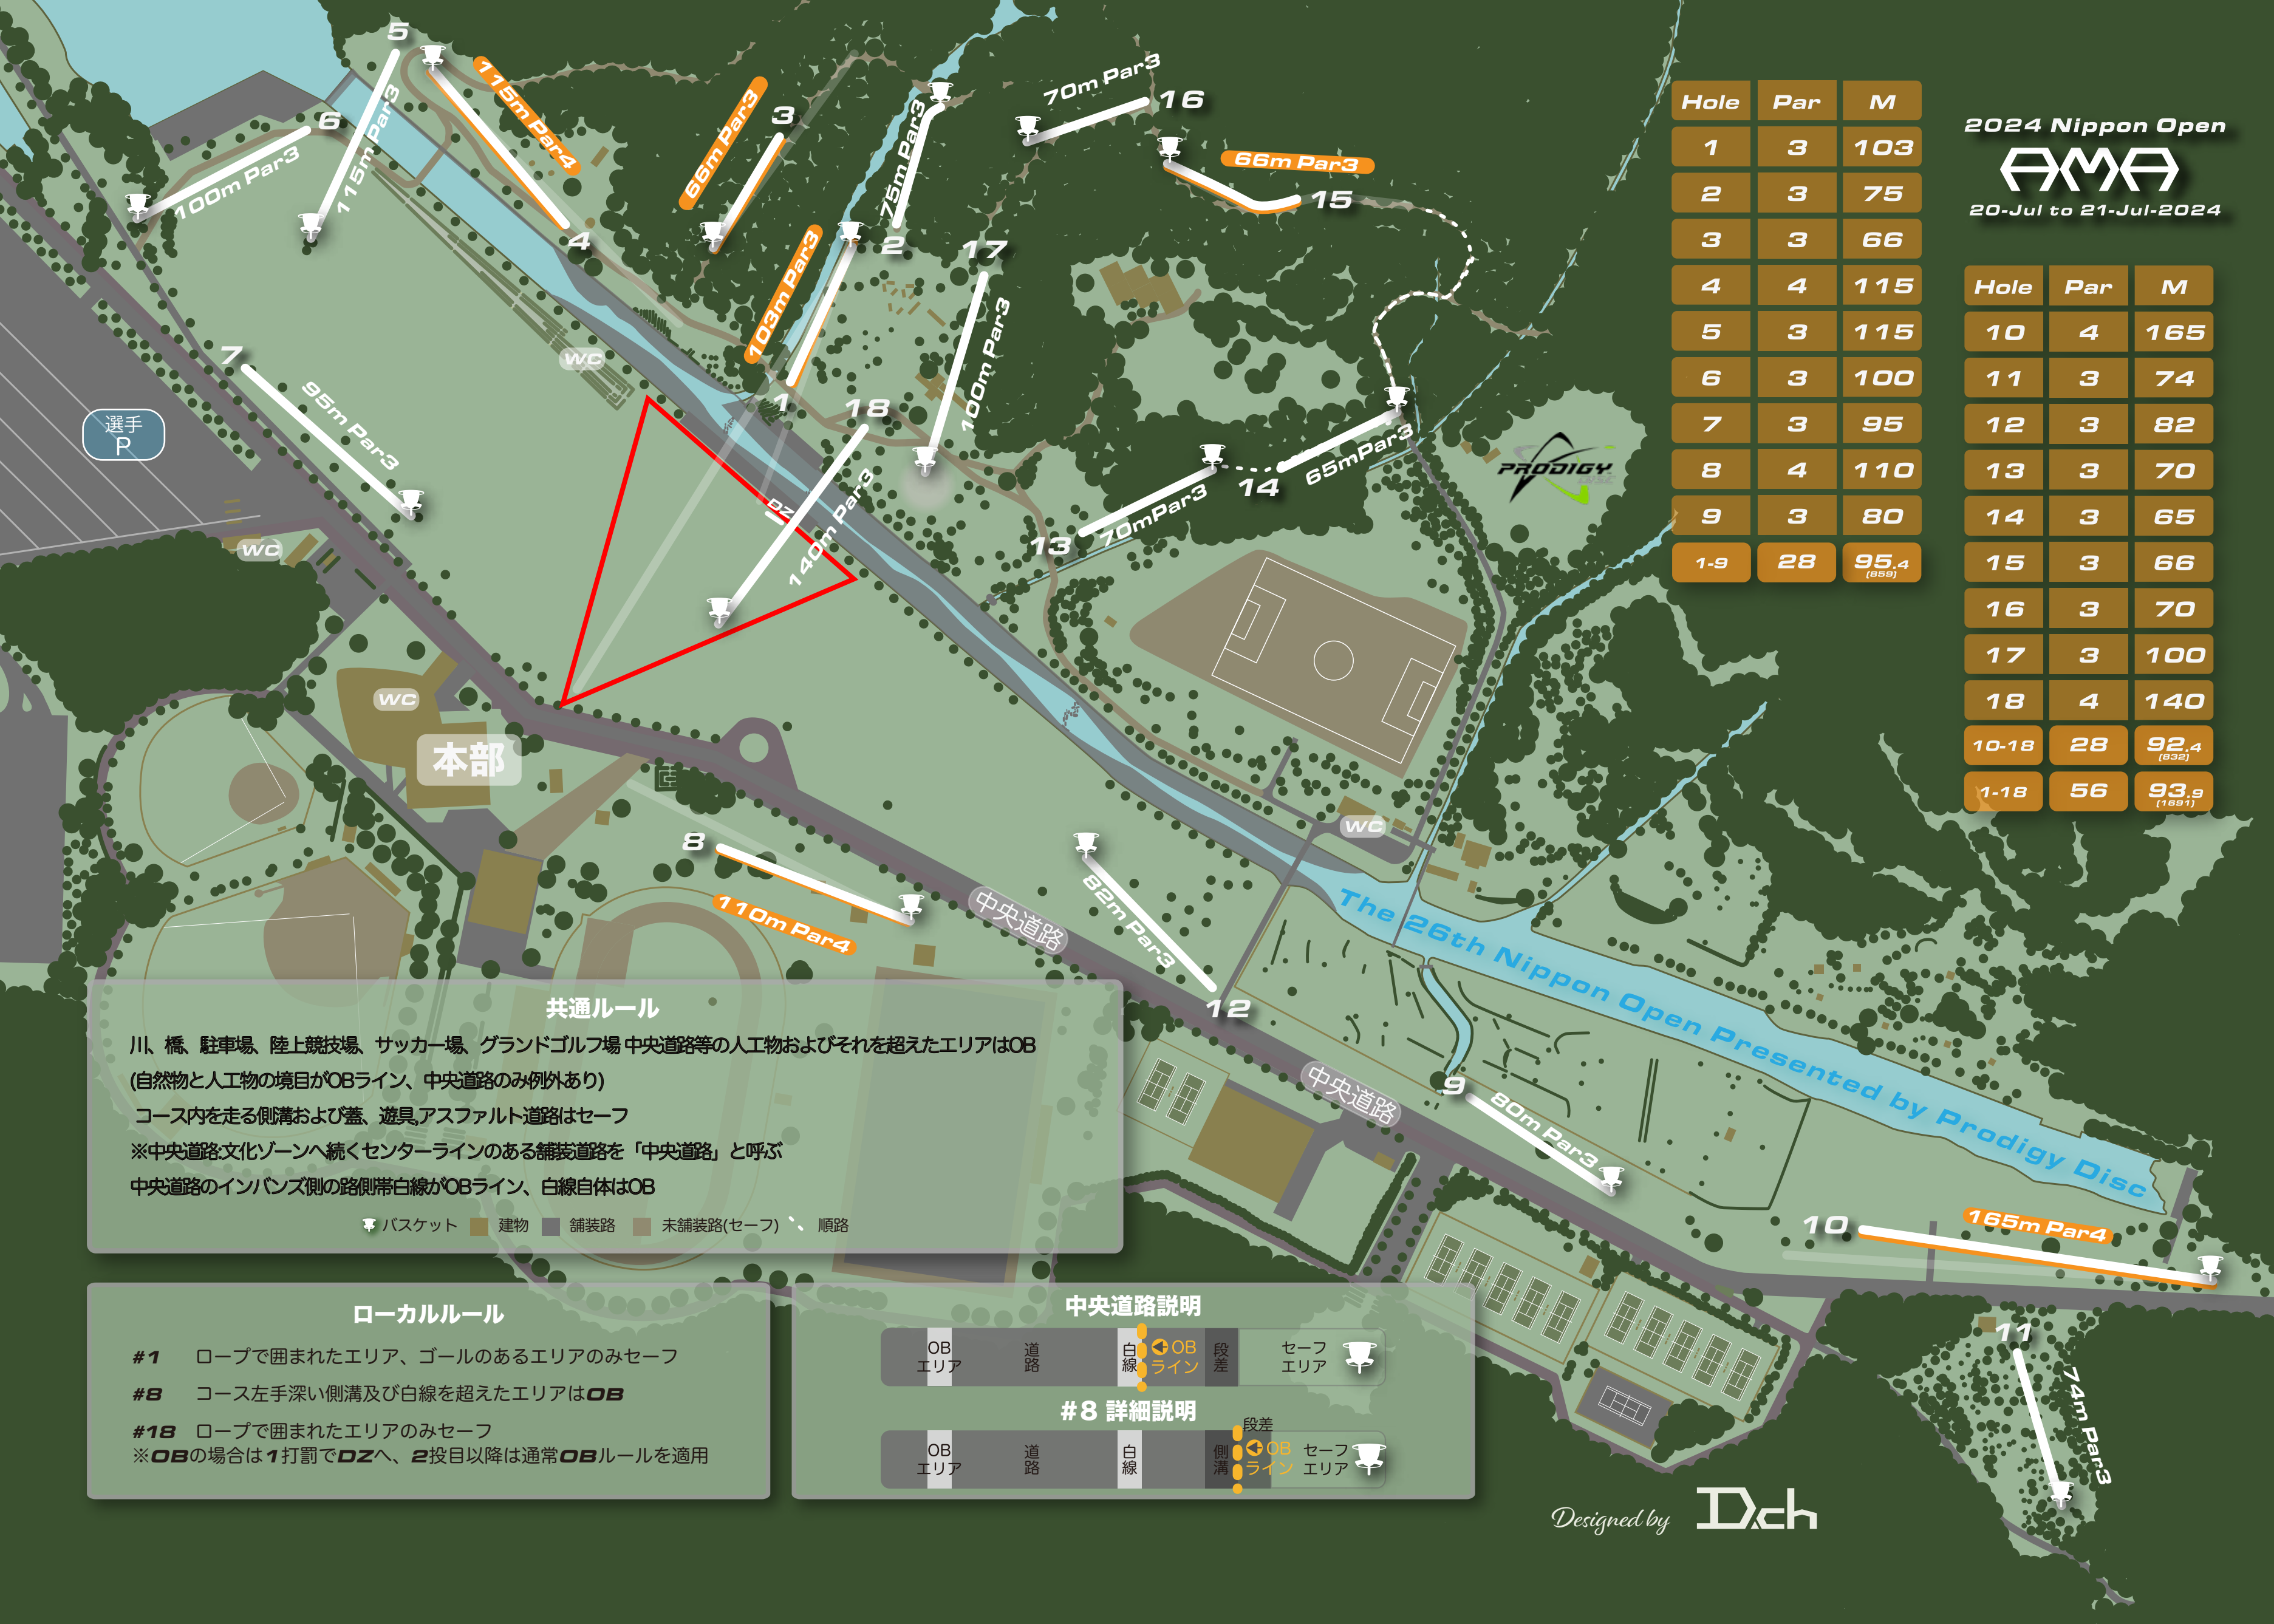 2024 Nippon Open
AMA
20-Jul to 21-Jul-2024
Hole Par M
1 3 103
2 3 75
3 3 66
4 4 115
5 3 115
6 3 100
7 3 95
8 4 110
9 3 80
1-9 28 95.4
(859)
Hole Par M
10 4 165
11 3 74
12 3 82
13 3 70
14 3 65
15 3 66
16 3 70
17 3 100
18 4 140
10-18 28 92.4
(832)
1-18 56 93.9
(1691)
5
115m Par4
6
100m Par3
115m Par3
4
66m Par3
3
75m Par3
2
103m Par3
1
70m Par3
16
66m Par3
15
17
100m Par3
18
140m Par3
DZ
7
95m Par3
選手
P
WC
WC
WC
WC
本部
13
70mPar3
14
65mPar3
PRODIGY
DISC
8
110m Par4
中央道路
82m Par3
12
中央道路
9
80m Par3
10
165m Par4
11
74m Par3
The 26th Nippon Open Presented by Prodigy Disc
共通ルール
川、橋、駐車場、陸上競技場、サッカー場、グランドゴルフ場 中央道路等の人工物およびそれを超えたエリアはOB
(自然物と人工物の境目がOBライン、中央道路のみ例外あり)
コース内を走る側溝および蓋、遊具,アスファルト道路はセーフ
※中央道路:文化ゾーンへ続くセンターラインのある舗装道路を「中央道路」と呼ぶ
中央道路のインバンズ側の路側帯白線がOBライン、白線自体はOB
バスケット 建物 舗装路 未舗装路(セーフ) 順路
ローカルルール
#1 ロープで囲まれたエリア、ゴールのあるエリアのみセーフ
#8 コース左手深い側溝及び白線を超えたエリアはOB
#18 ロープで囲まれたエリアのみセーフ
※OBの場合は1打罰でDZへ、2投目以降は通常OBルールを適用
中央道路説明
OB
エリア
道路
白線
OB
ライン
段差
セーフ
エリア
#8 詳細説明
段差
OB
エリア
道路
白線
側溝
OB
ライン
セーフ
エリア
Designed by Dch